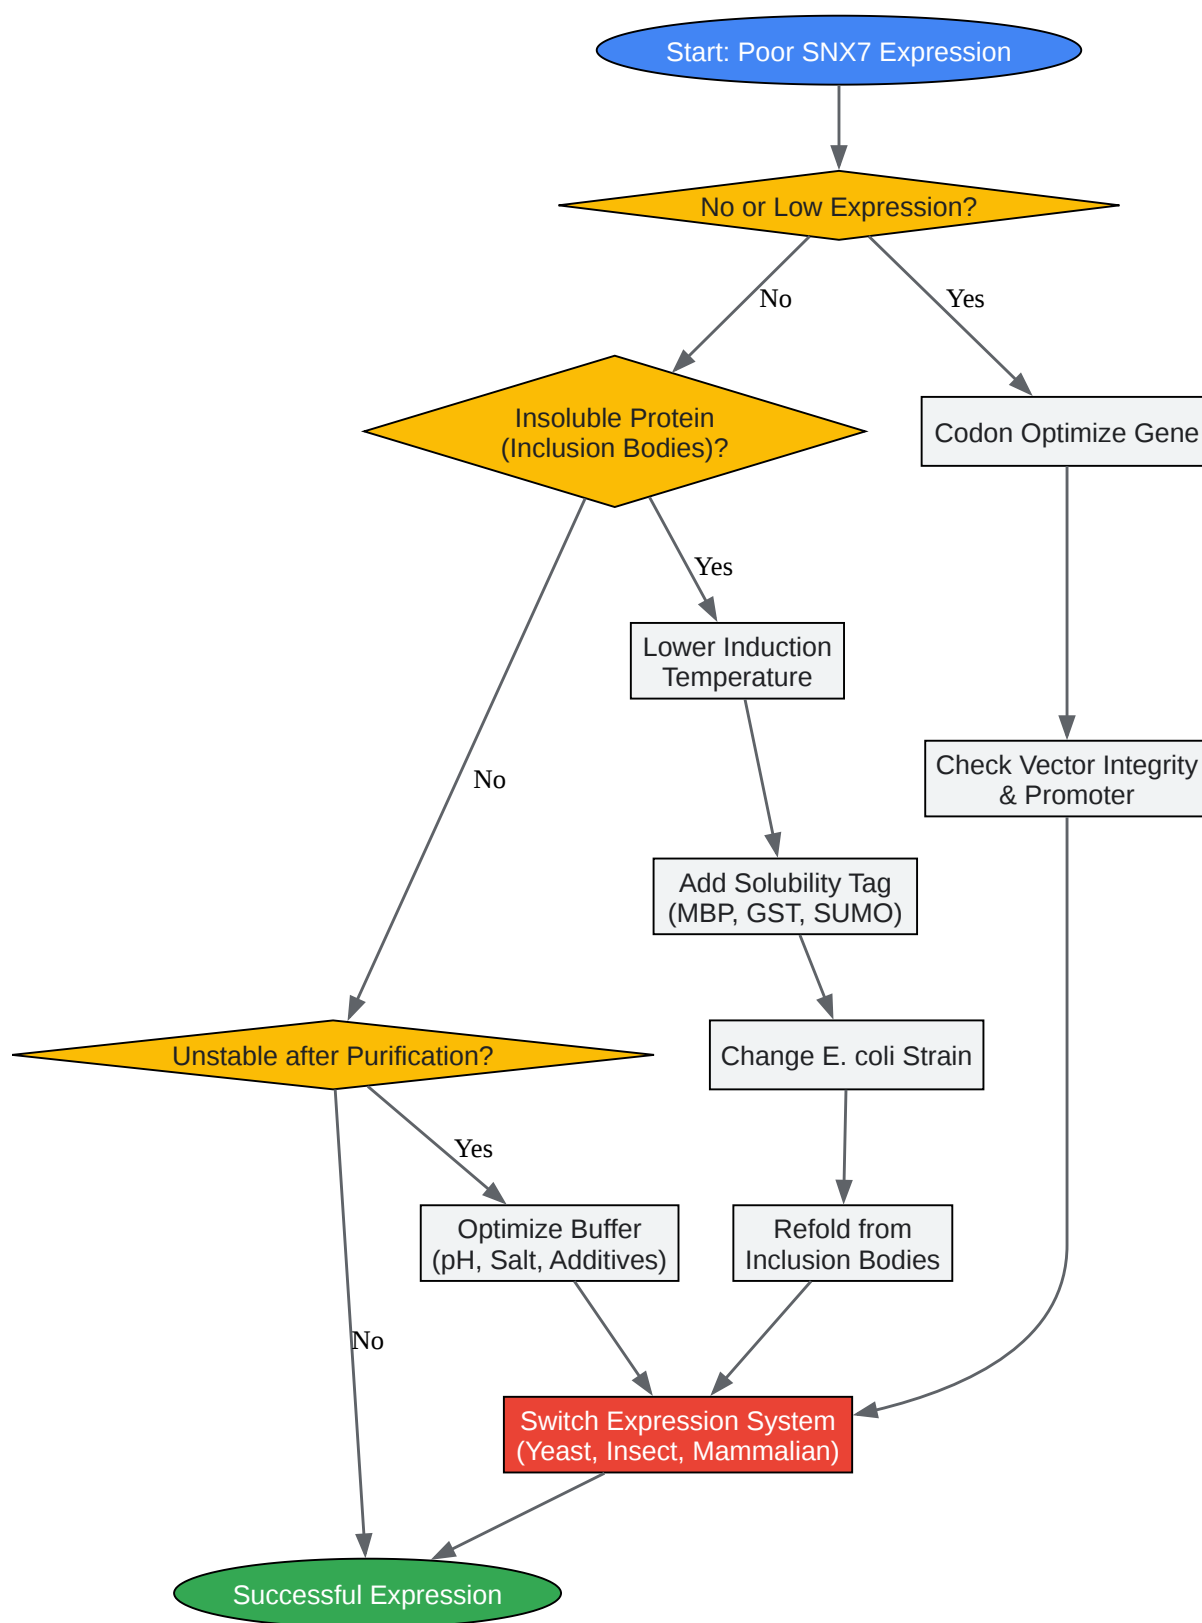 Start: Poor SNX7 Expression
No or Low Expression?
No
Yes
Insoluble Protein
(Inclusion Bodies)?
Codon Optimize Gene
Yes
Lower Induction
Temperature
No
Check Vector Integrity
& Promoter
Add Solubility Tag
(MBP, GST, SUMO)
Unstable after Purification?
Change E. coli Strain
Yes
Optimize Buffer
(pH, Salt, Additives)
Refold from
Inclusion Bodies
No
Switch Expression System
(Yeast, Insect, Mammalian)
Successful Expression